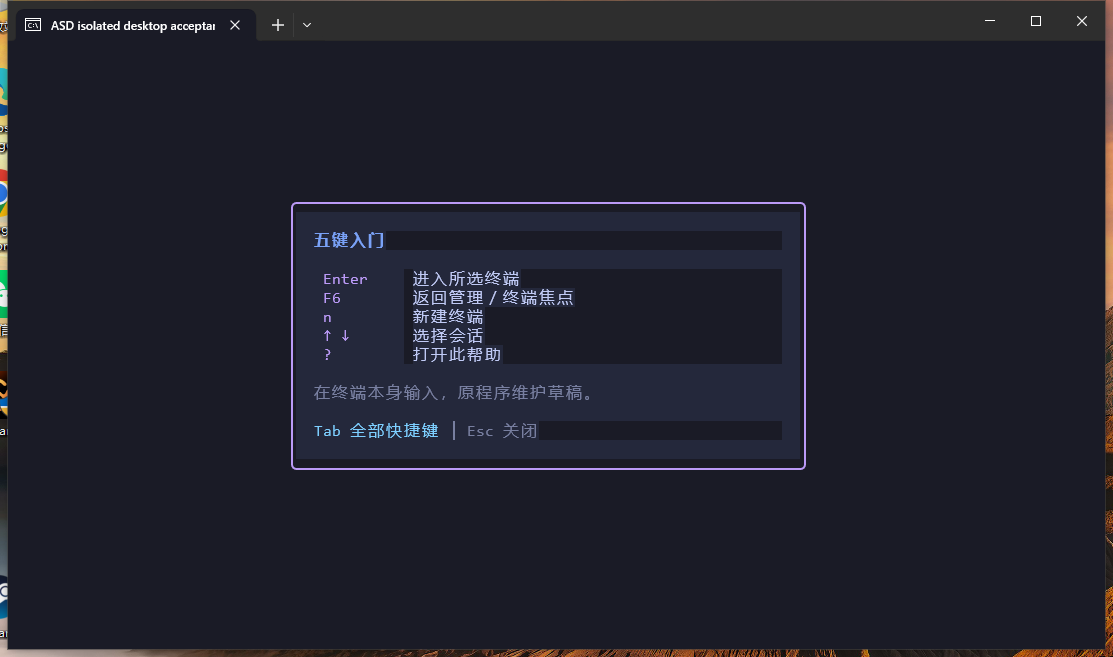 ASD isolated desktop acceptar
五键入门
Enter 进入所选终端
F6 返回管理 / 终端焦点
n 新建终端
↑ ↓ 选择会话
? 打开此帮助
在终端本身输入，原程序维护草稿。
Tab 全部快捷键 │ Esc 关闭